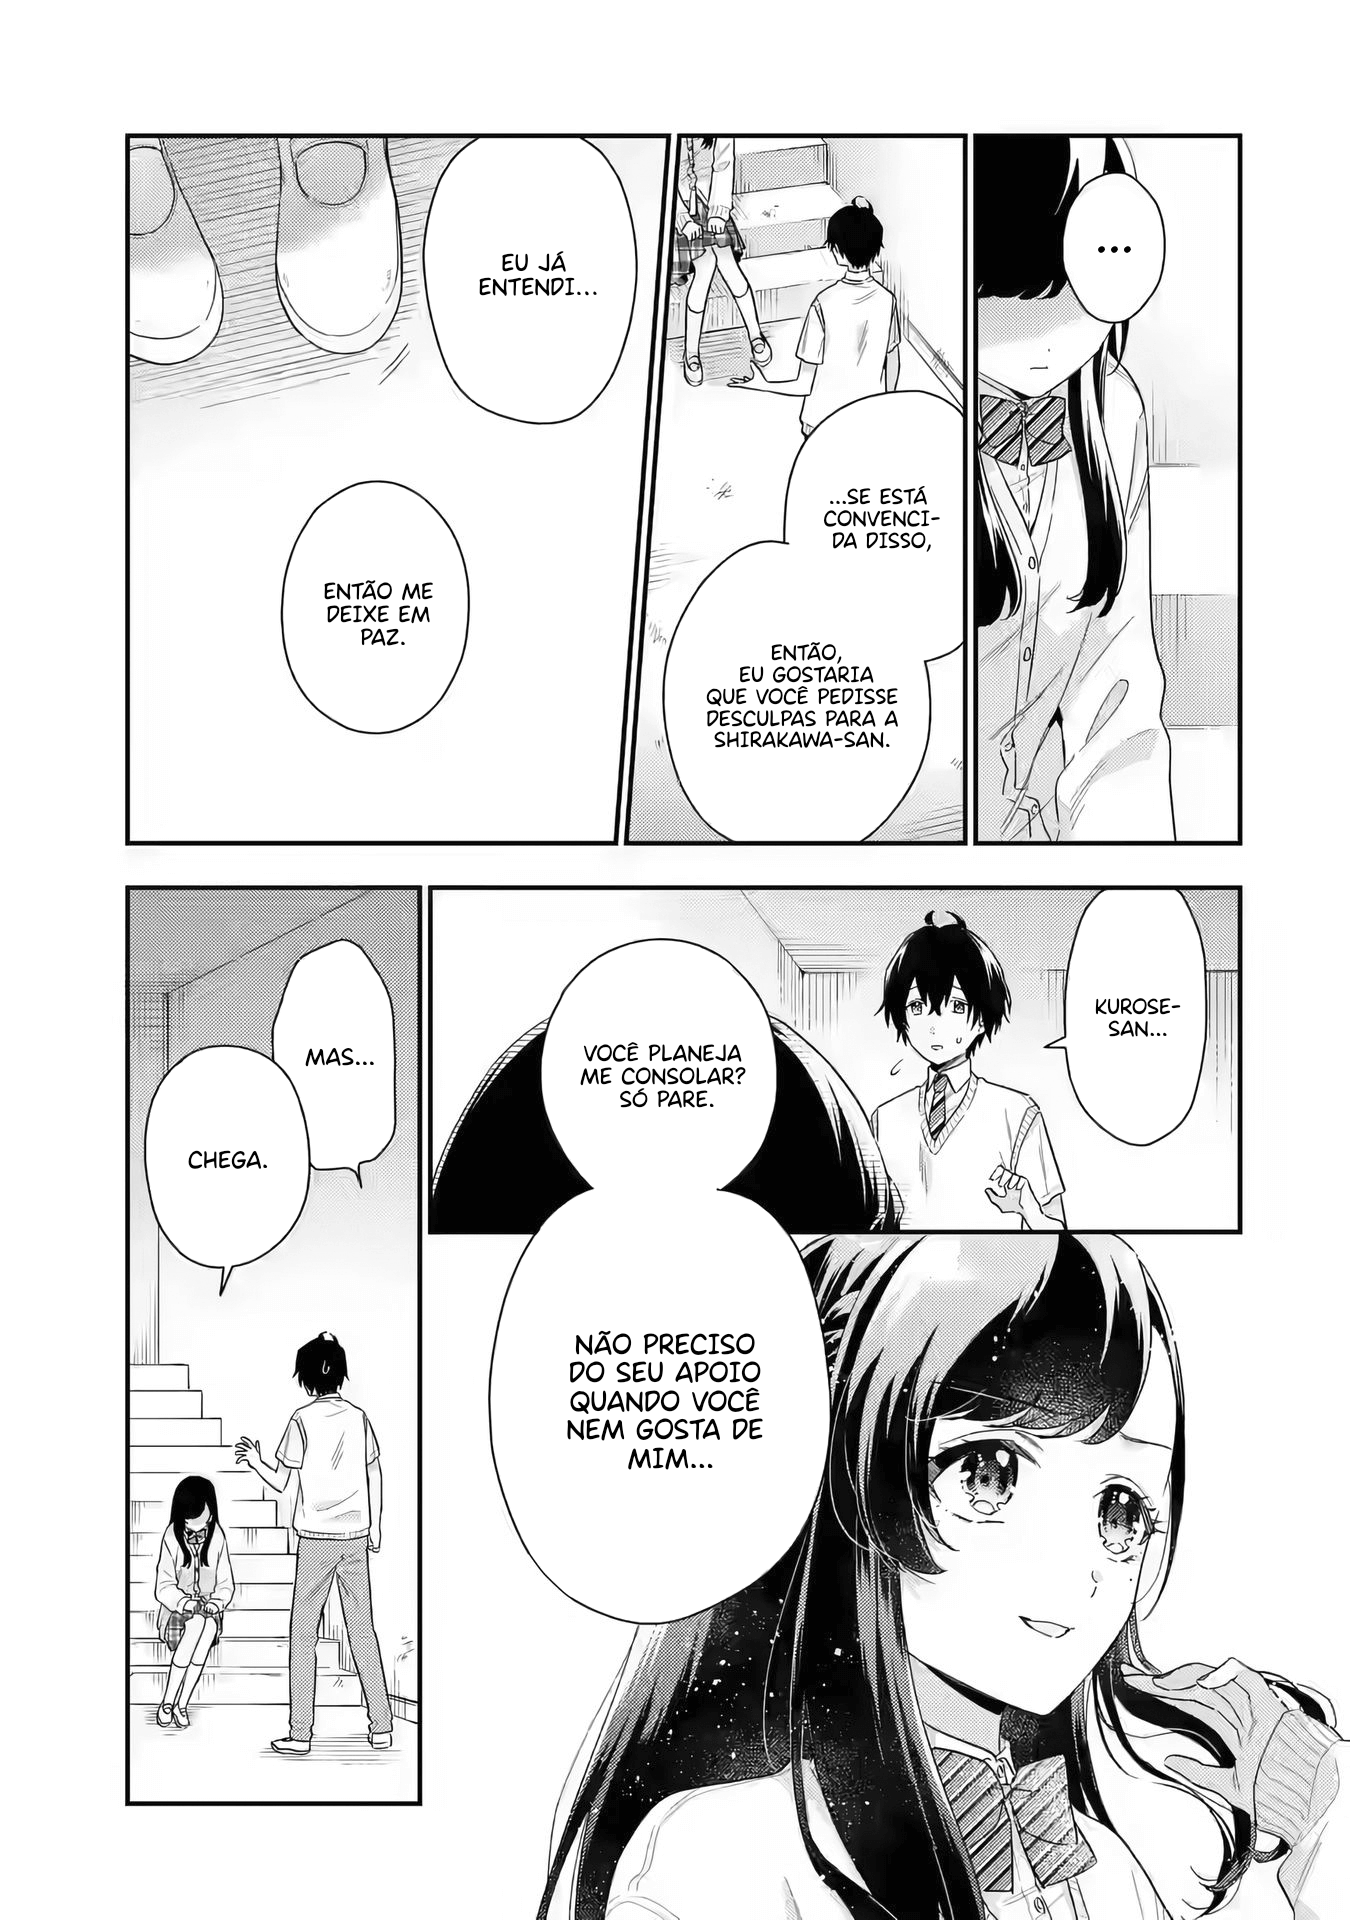 ...
...SE ESTÁ
CONVENCI-
DA DISSO,
ENTÃO,
EU GOSTARIA
QUE VOCÊ PEDISSE
DESCULPAS PARA A
SHIRAKAWA-SAN.
EU JÁ
ENTENDI...
ENTÃO ME
DEIXE EM
PAZ.
KUROSE-
SAN...
VOCÊ PLANEJA
ME CONSOLAR?
SÓ PARE.
NÃO PRECISO
DO SEU APOIO
QUANDO VOCÊ
NEM GOSTA DE
MIM...
MAS...
CHEGA.